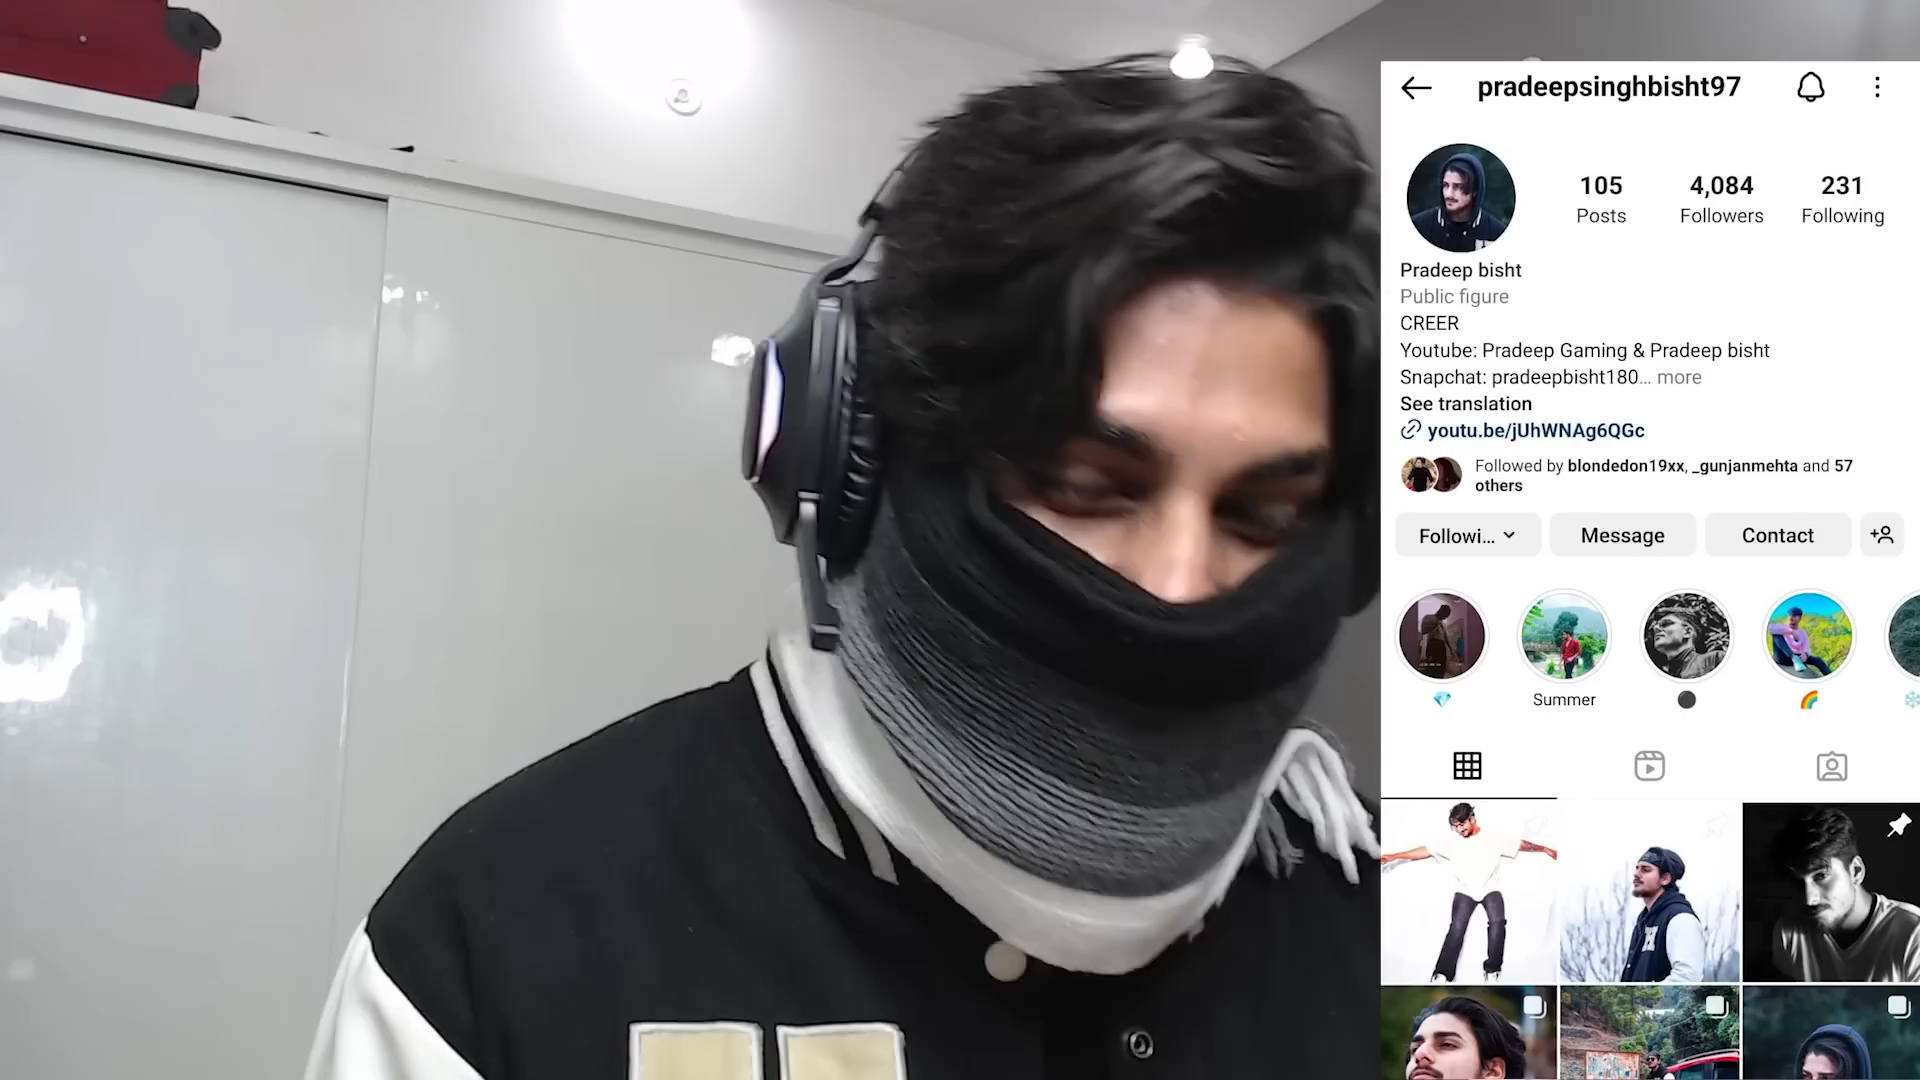 pradeepsinghbisht97
105
4,084
231
Posts
Followers
Following
Pradeep bisht
Public figure
CREER
Youtube: Pradeep Gaming & Pradeep bisht
Snapchat: pradeepbisht180... more
See translation
youtu.be/jUhWNAg6QGc
Followed by blondedon19xx, _gunjanmehta and 57
others
Followi...
Message
Contact
Summer